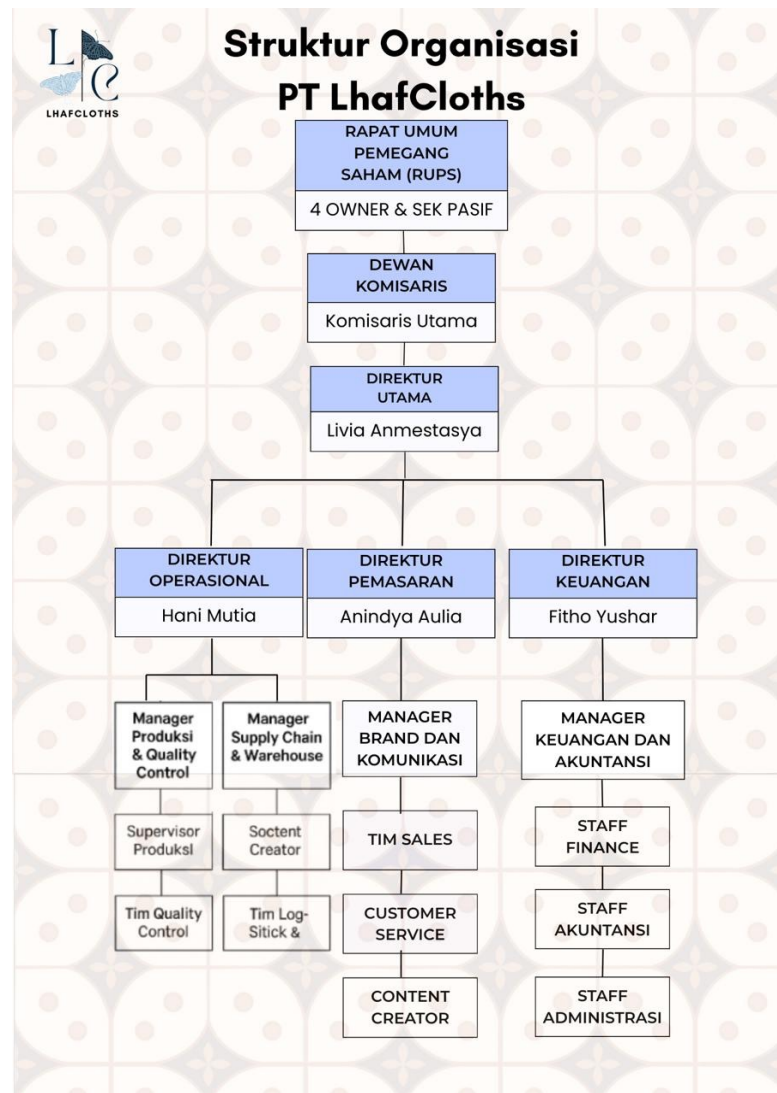 L C
LHAFCLOTHS
Struktur Organisasi
PT LhafCloths
RAPAT UMUM
PEMEGANG
SAHAM (RUPS)
4 OWNER & SEK PASIF
DEWAN
KOMISARIS
Komisaris Utama
DIREKTUR
UTAMA
Livia Anmestasya
DIREKTUR
OPERASIONAL
Hani Mutia
DIREKTUR
PEMASARAN
Anindya Aulia
DIREKTUR
KEUANGAN
Fitho Yushar
Manager
Produksi
& Quality
Control
Manager
Supply Chain
& Warehouse
MANAGER
BRAND DAN
KOMUNIKASI
MANAGER
KEUANGAN DAN
AKUNTANSI
Supervisor
Produksl
Soctent
Creator
TIM SALES
STAFF
FINANCE
Tim Quality
Control
Tim Log-
Sitick &
CUSTOMER
SERVICE
STAFF
AKUNTANSI
CONTENT
CREATOR
STAFF
ADMINISTRASI